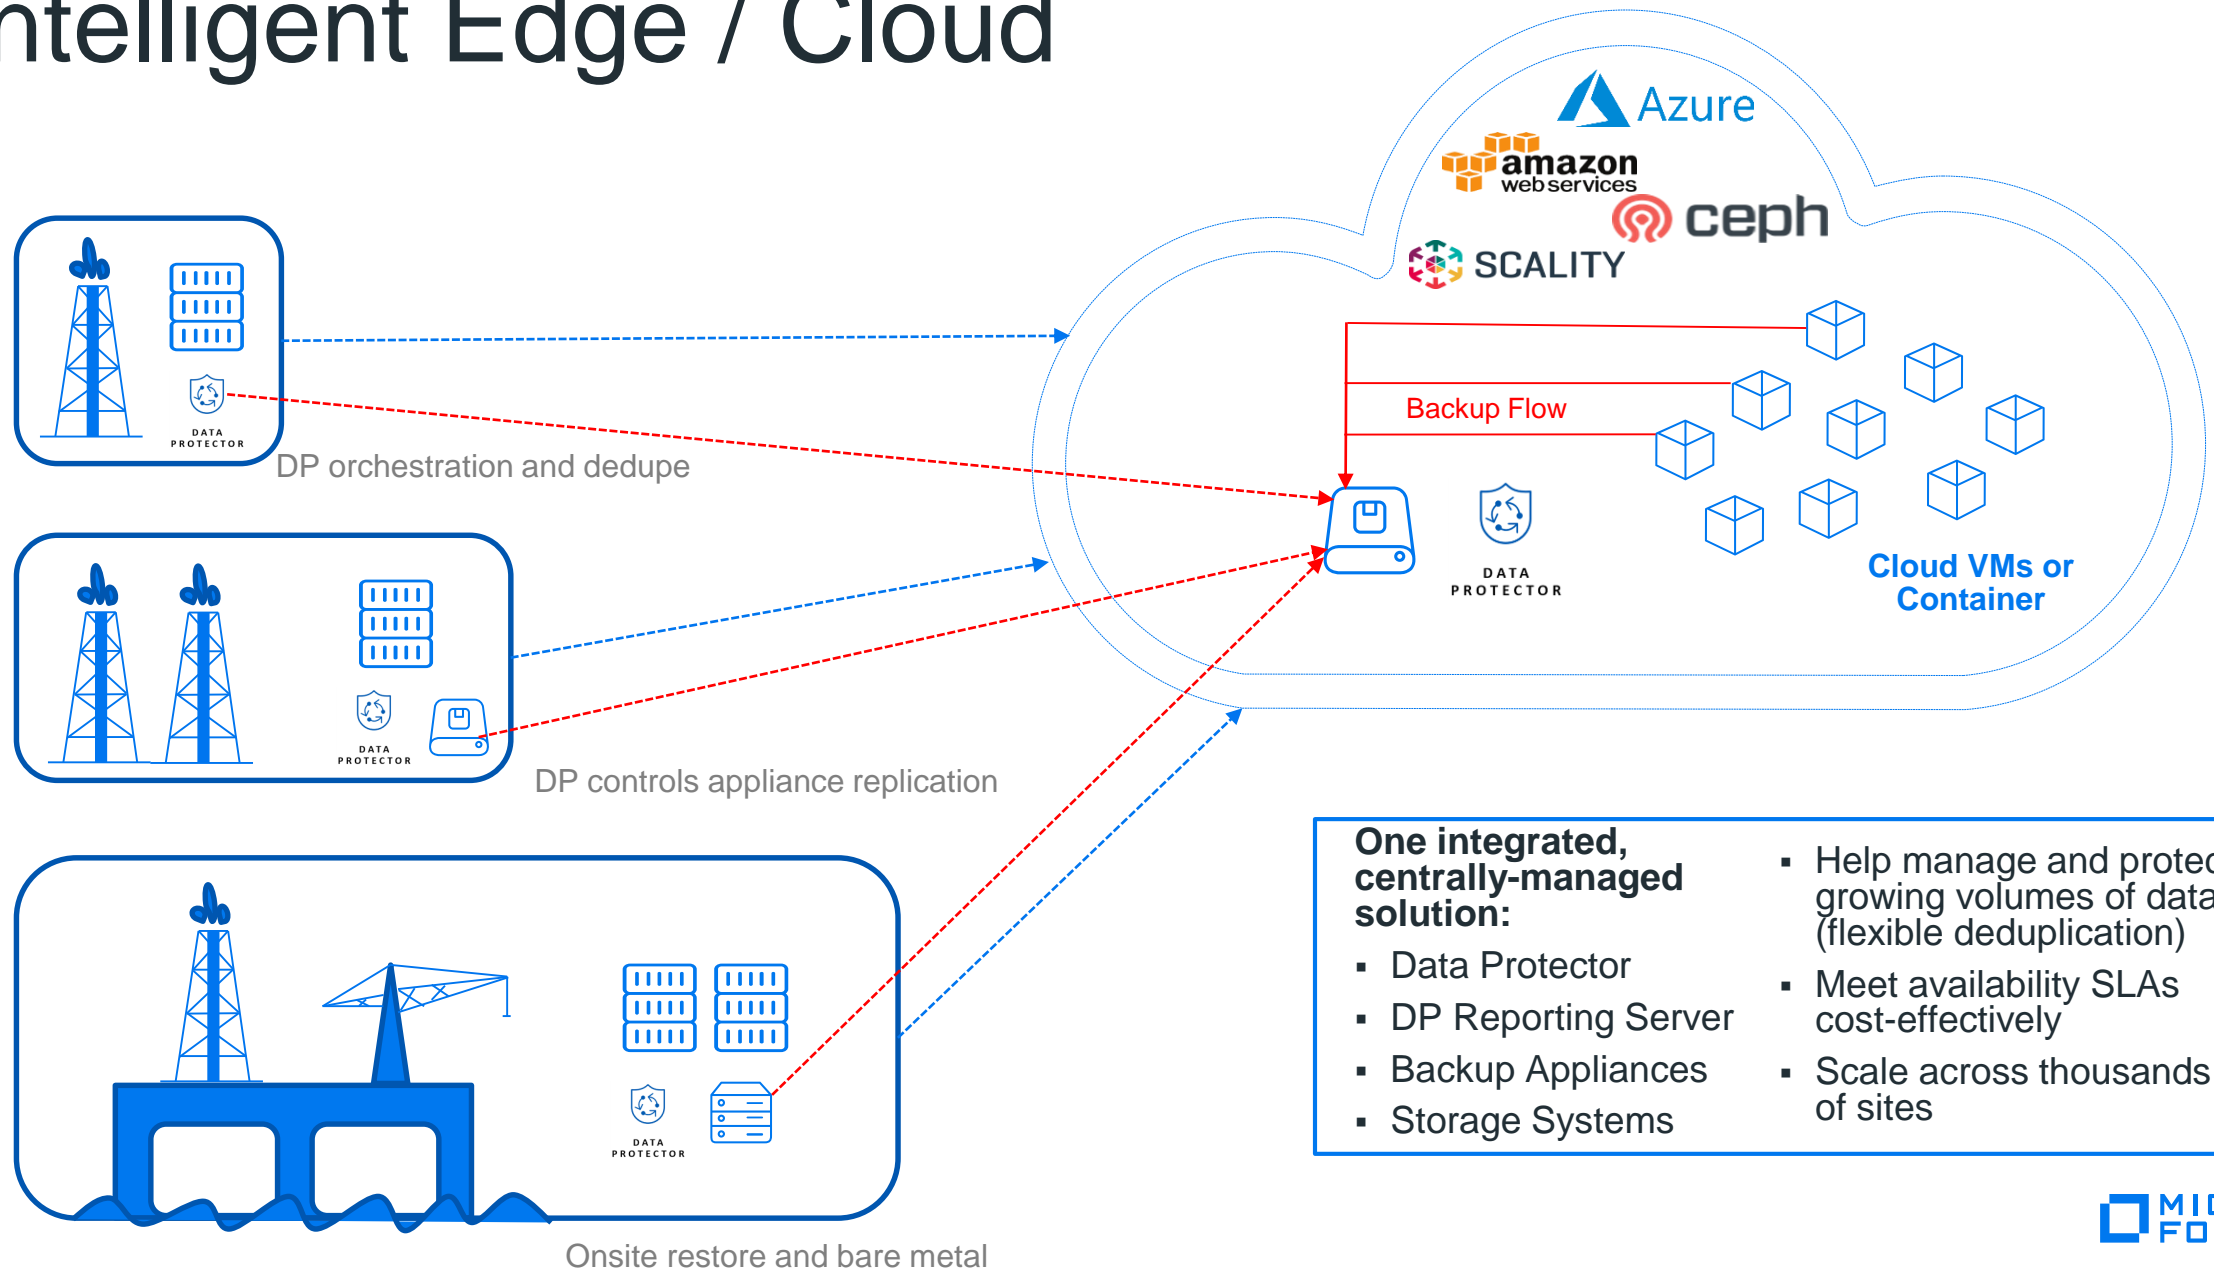 ntelligent Edge / Cloud
Azure
amazon
web services
ceph
SCALITY
Backup Flow
DATA
PROTECTOR
Cloud VMs or
Container
DATA
PROTECTOR
DP orchestration and dedupe
DATA
PROTECTOR
DP controls appliance replication
DATA
PROTECTOR
Onsite restore and bare metal
One integrated,
centrally-managed
solution:
▪ Data Protector
▪ DP Reporting Server
▪ Backup Appliances
▪ Storage Systems
▪ Help manage and protec
growing volumes of data
(flexible deduplication)
▪ Meet availability SLAs
cost-effectively
▪ Scale across thousands
of sites